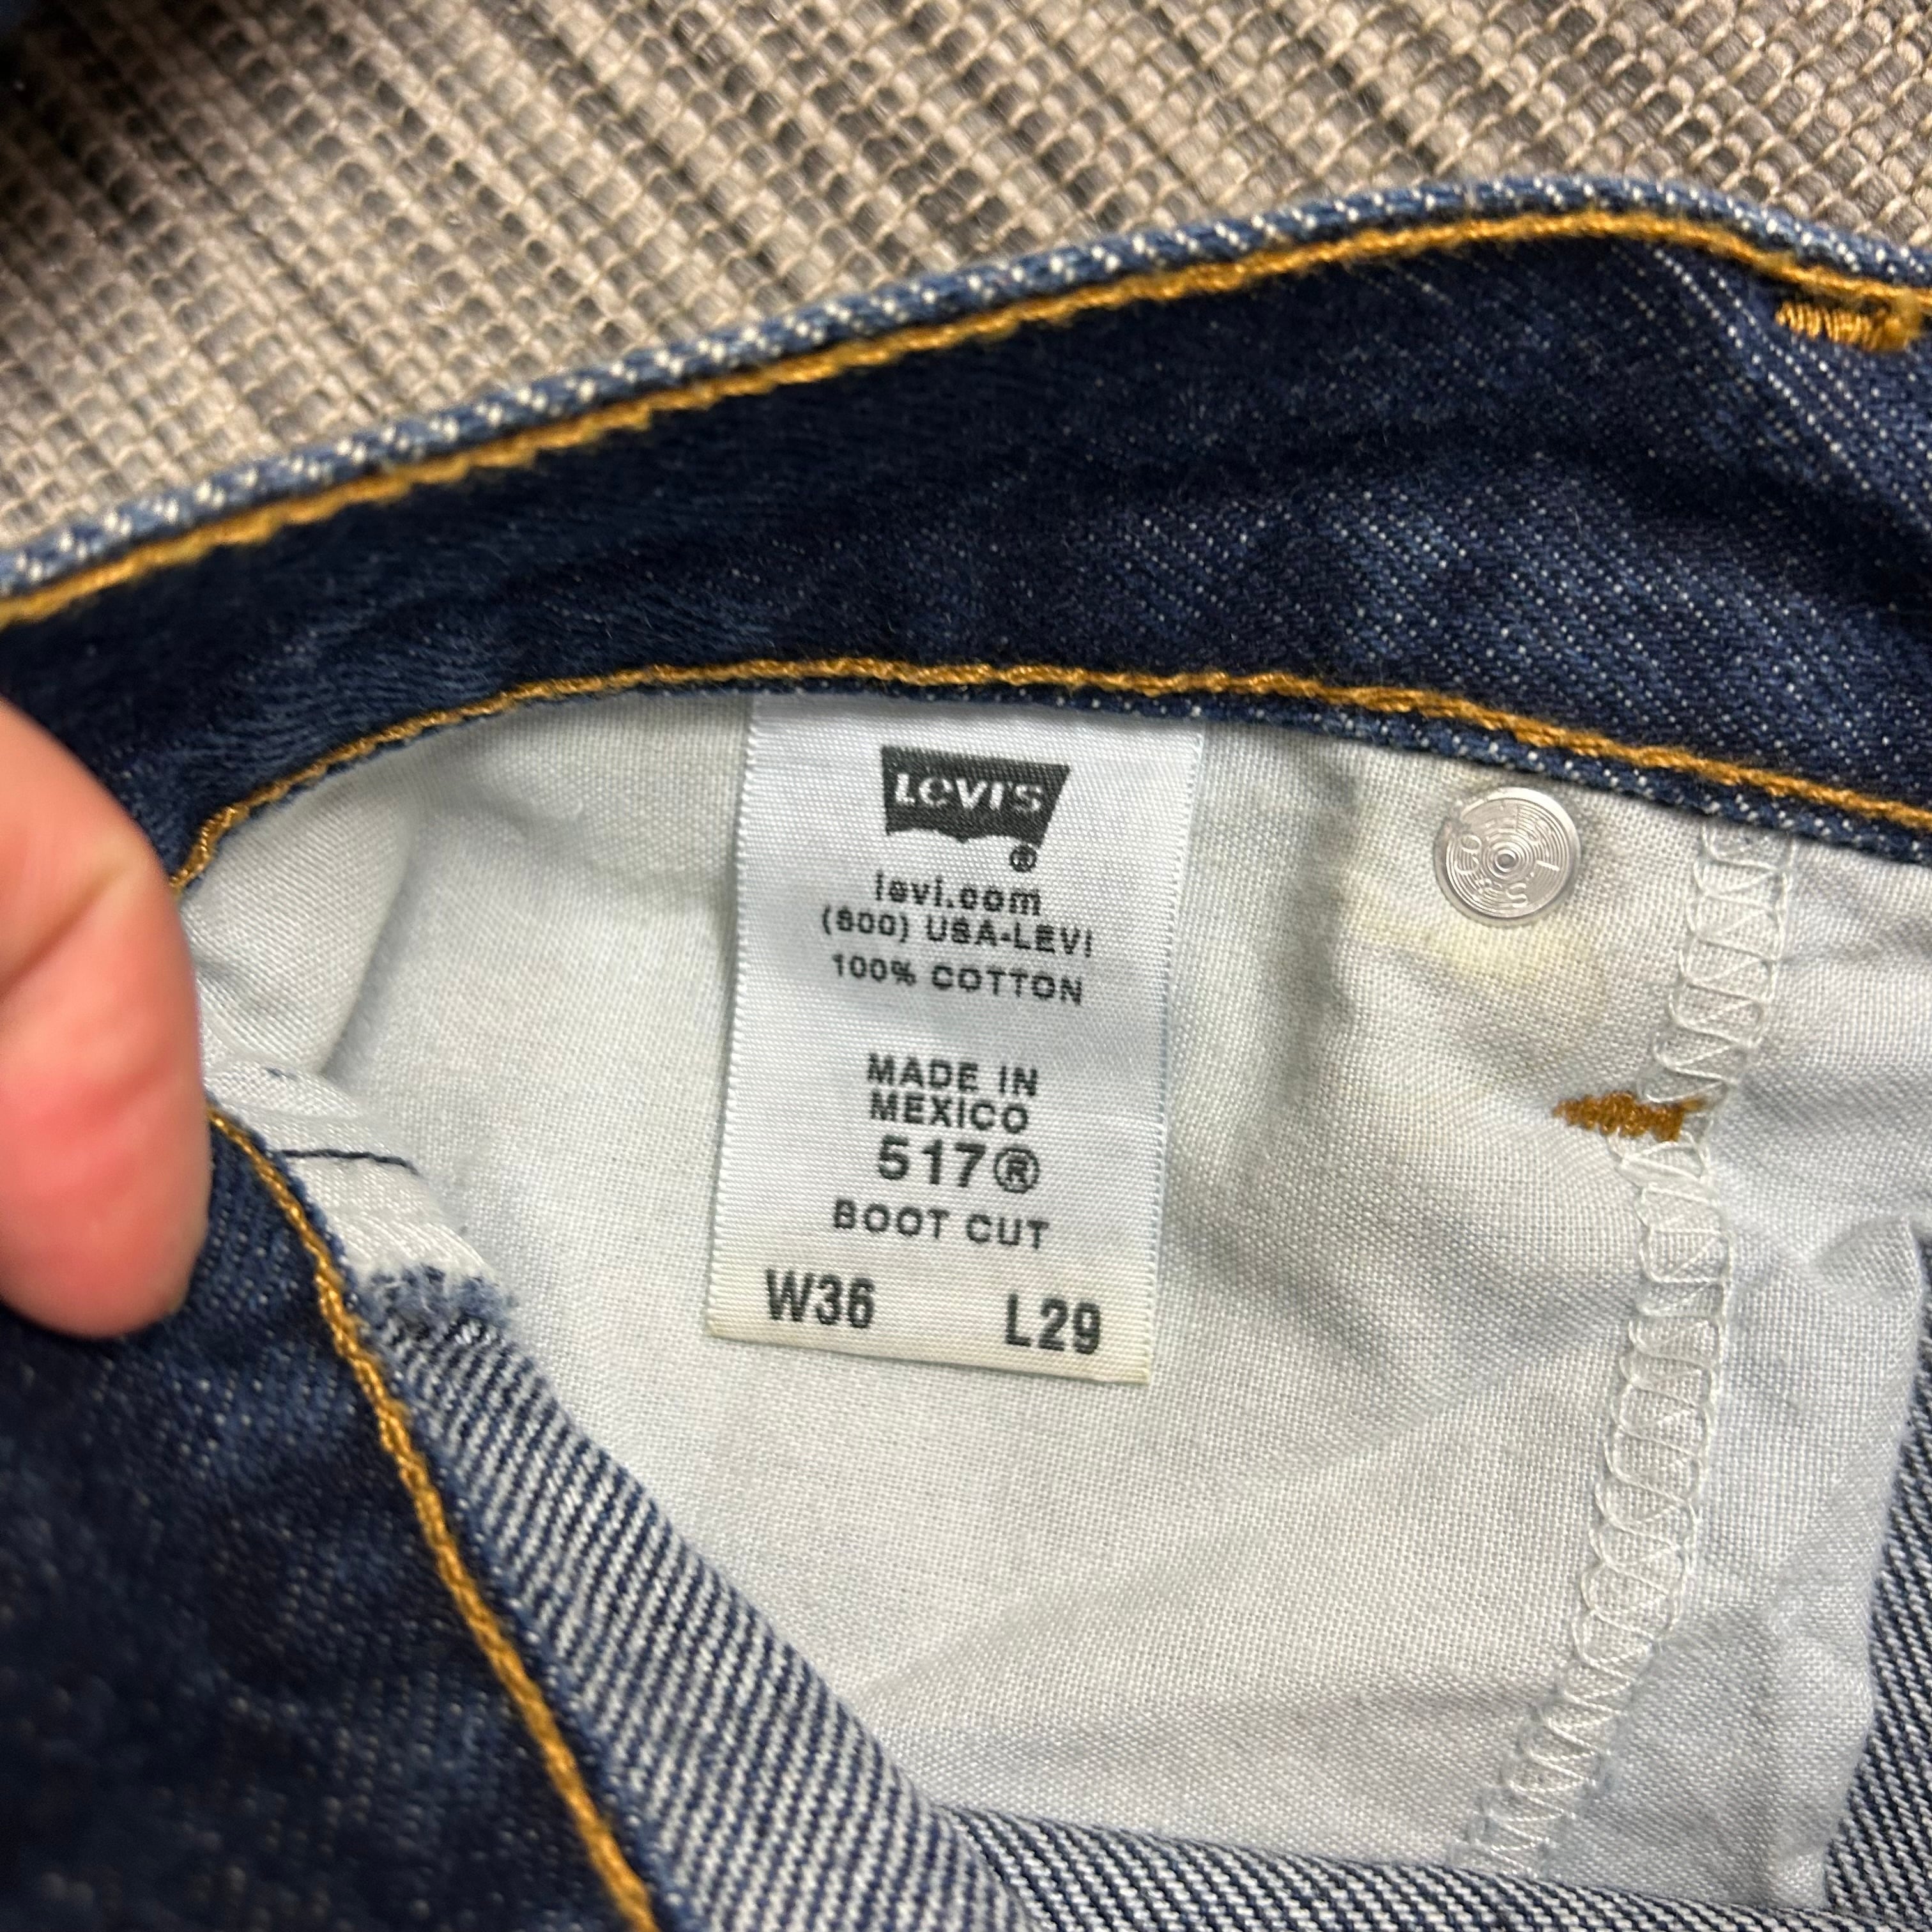 LEVI'S
®
levi.com
(800) USA-LEVI
100% COTTON
MADE IN
MEXICO
517®
BOOT CUT
W36 L29